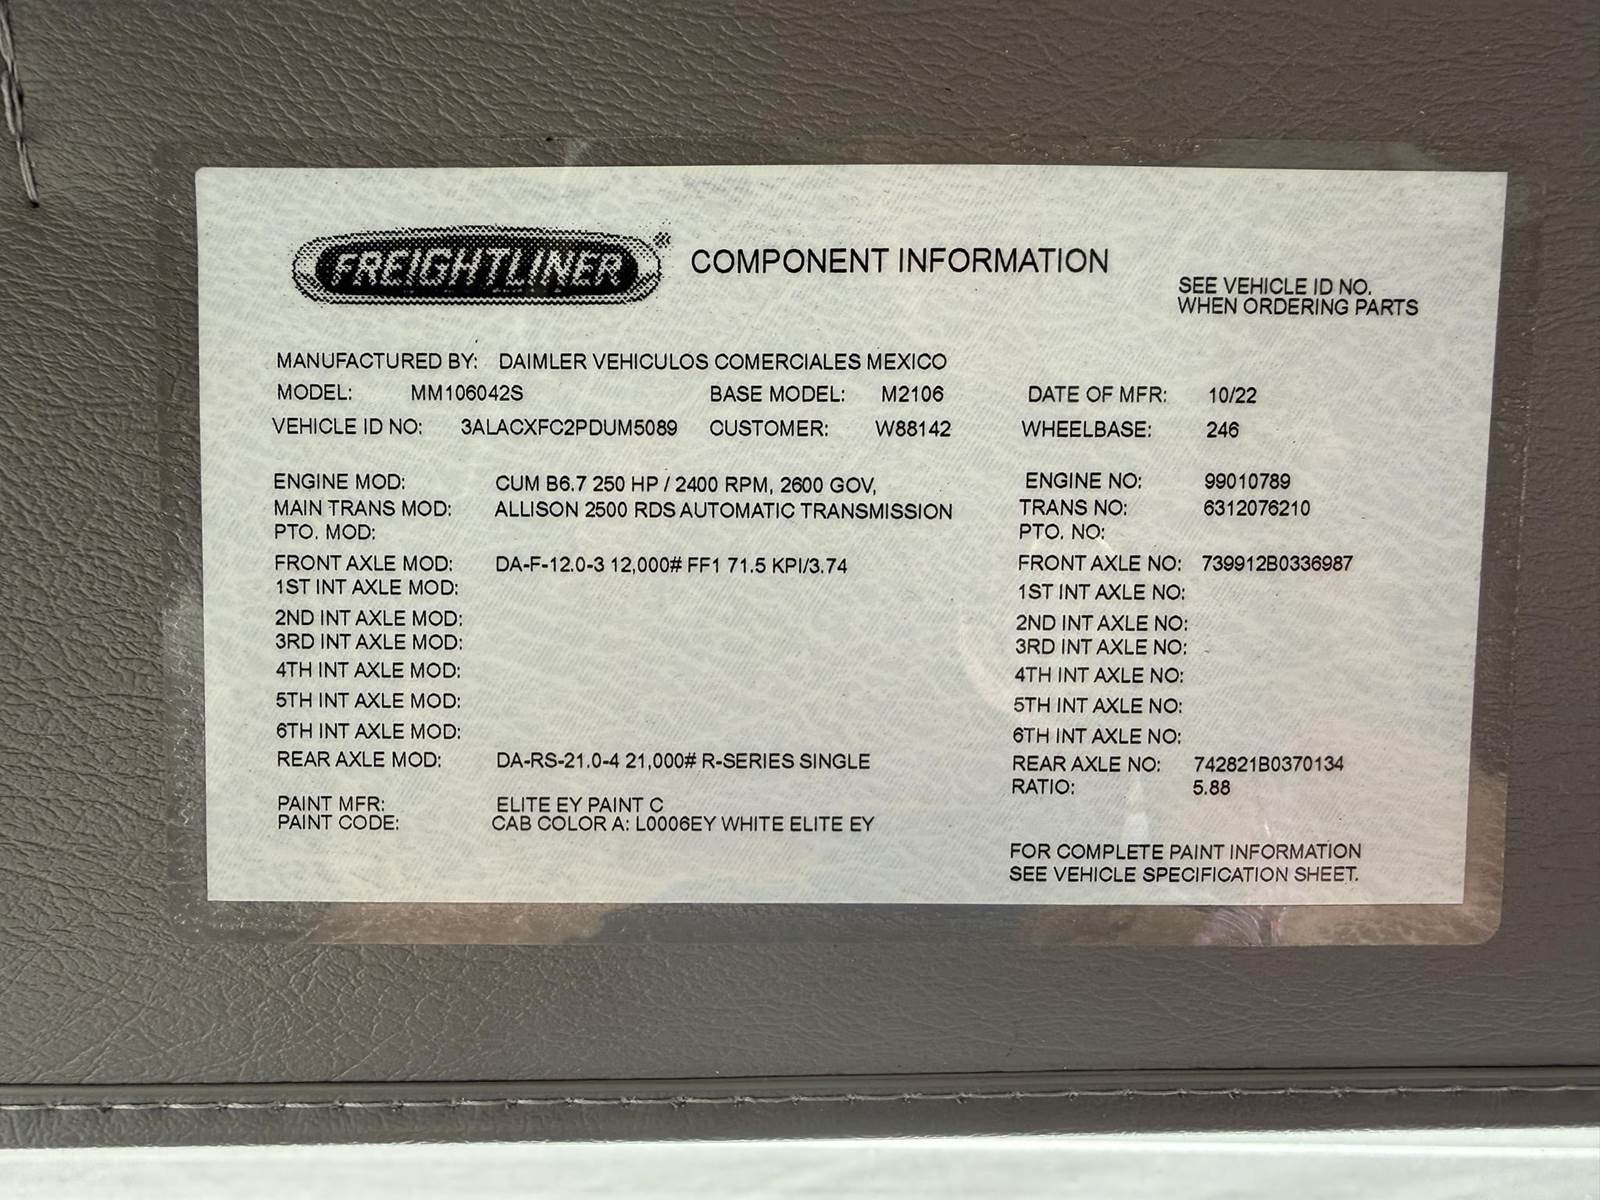 FREIGHTLINER COMPONENT INFORMATION
SEE VEHICLE ID NO.
WHEN ORDERING PARTS
MANUFACTURED BY: DAIMLER VEHICULOS COMERCIALES MEXICO
MODEL: MM106042S BASE MODEL: M2106 DATE OF MFR: 10/22
VEHICLE ID NO: 3ALACXFC2PDUM5089 CUSTOMER: W88142 WHEELBASE: 246
ENGINE MOD: CUM B6.7 250 HP / 2400 RPM, 2600 GOV, ENGINE NO: 99010789
MAIN TRANS MOD: ALLISON 2500 RDS AUTOMATIC TRANSMISSION TRANS NO: 6312076210
PTO. MOD: PTO. NO:
FRONT AXLE MOD: DA-F-12.0-3 12,000# FF1 71.5 KPI/3.74 FRONT AXLE NO: 739912B0336987
1ST INT AXLE MOD: 1ST INT AXLE NO:
2ND INT AXLE MOD: 2ND INT AXLE NO:
3RD INT AXLE MOD: 3RD INT AXLE NO:
4TH INT AXLE MOD: 4TH INT AXLE NO:
5TH INT AXLE MOD: 5TH INT AXLE NO:
6TH INT AXLE MOD: 6TH INT AXLE NO:
REAR AXLE MOD: DA-RS-21.0-4 21,000# R-SERIES SINGLE REAR AXLE NO: 742821B0370134
RATIO: 5.88
PAINT MFR: ELITE EY PAINT C
PAINT CODE: CAB COLOR A: L0006EY WHITE ELITE EY
FOR COMPLETE PAINT INFORMATION
SEE VEHICLE SPECIFICATION SHEET.